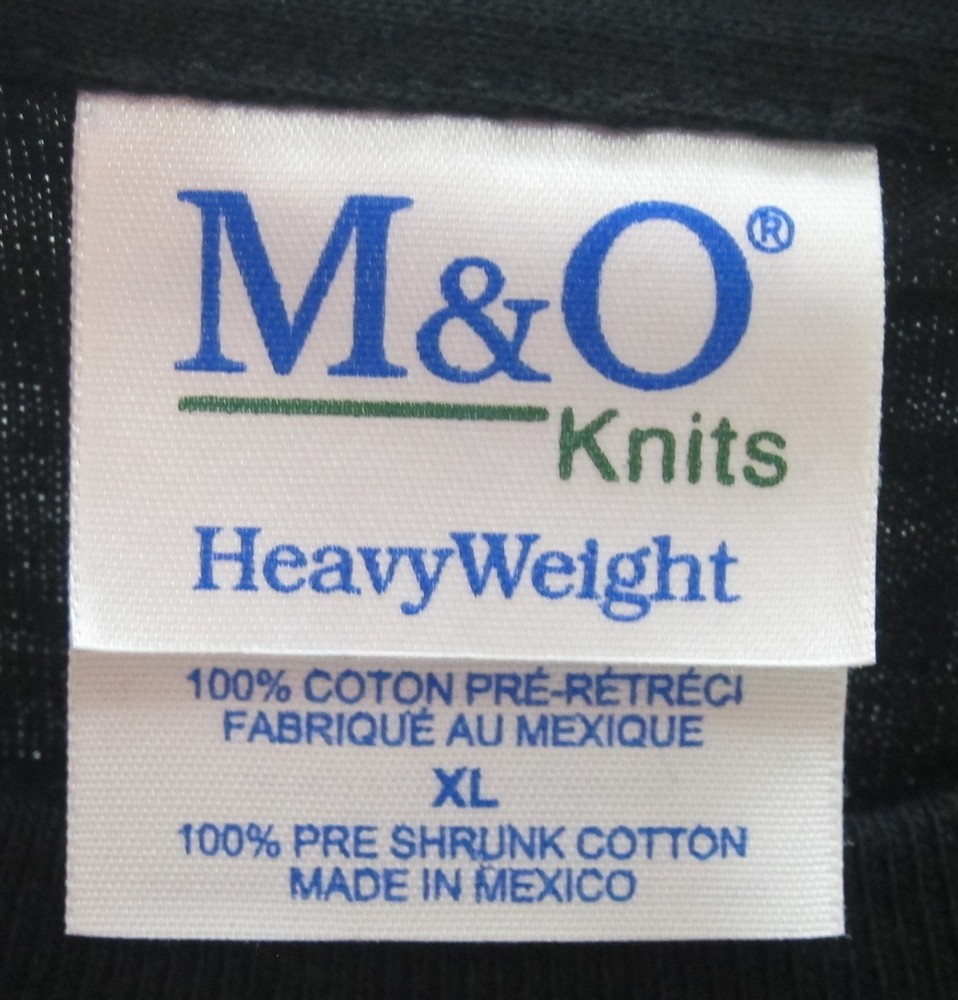 M&O®
Knits
HeavyWeight
100% COTON PRÉ-RÉTRÉCI
FABRIQUÉ AU MEXIQUE
XL
100% PRE SHRUNK COTTON
MADE IN MEXICO